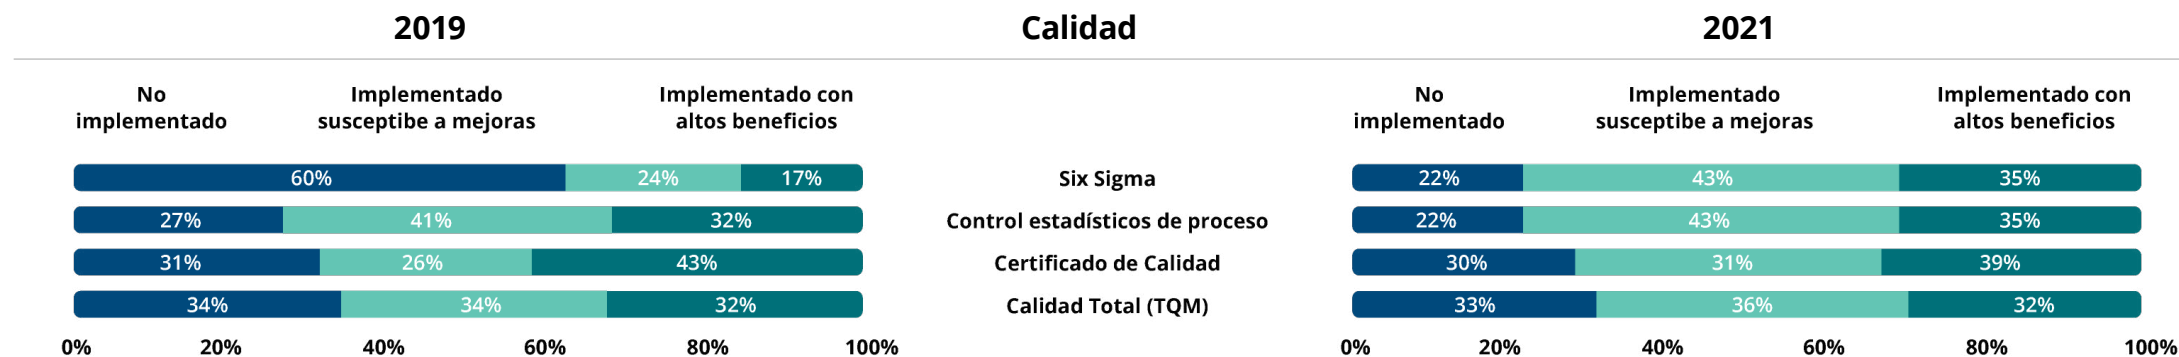 2019 Calidad 2021
No implementado
Implementado susceptibe a mejoras
Implementado con altos beneficios
No implementado
Implementado susceptibe a mejoras
Implementado con altos beneficios
60% 24% 17% Six Sigma 22% 43% 35%
27% 41% 32% Control estadísticos de proceso 22% 43% 35%
31% 26% 43% Certificado de Calidad 30% 31% 39%
34% 34% 32% Calidad Total (TQM) 33% 36% 32%
0% 20% 40% 60% 80% 100% 0% 20% 40% 60% 80% 100%